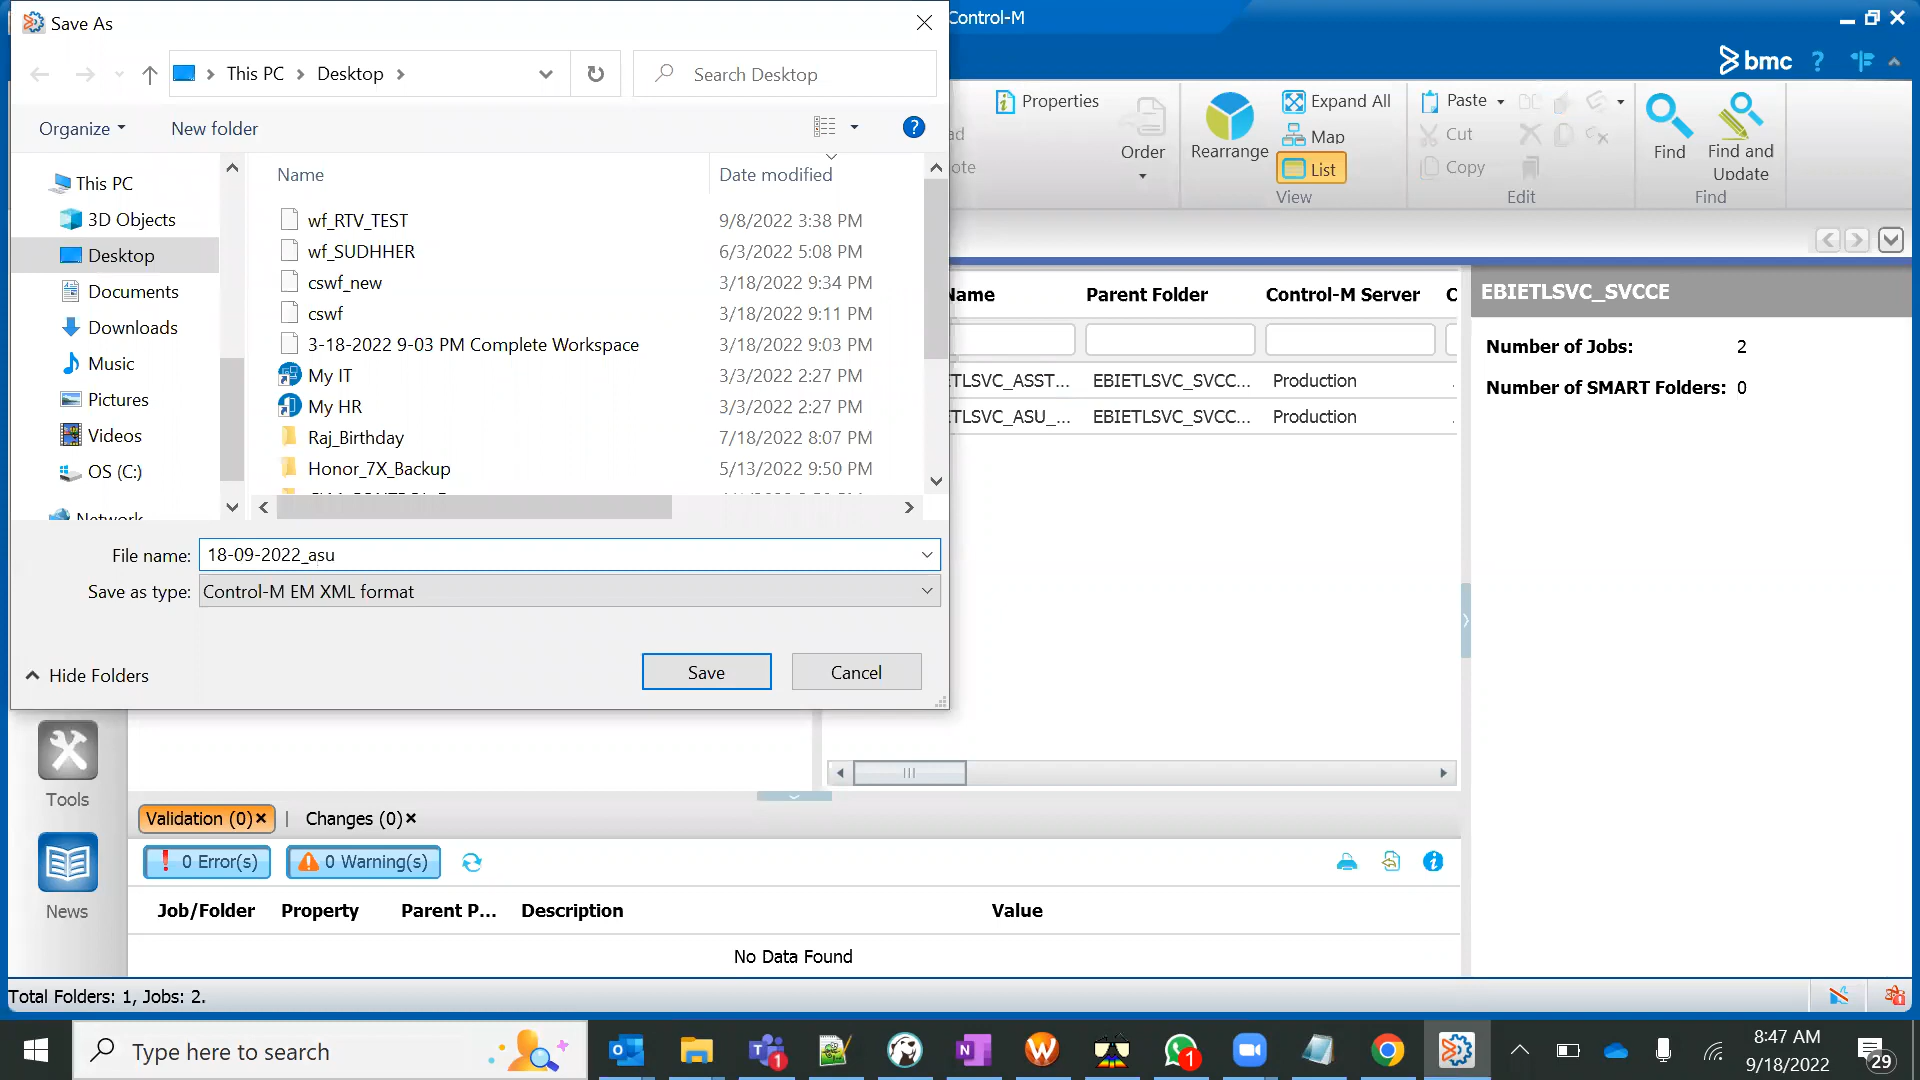 Save As
Control-M
bmc
This PC > Desktop >
Search Desktop
Properties
Expand All
Paste
Organize
New folder
Map
Cut
Order
Rearrange
List
Copy
Find
Find and Update
View
Edit
Find
Name
Date modified
This PC
3D Objects
Desktop
Documents
Downloads
Music
Pictures
Videos
OS (C:)
Network
wf_RTV_TEST 9/8/2022 3:38 PM
wf_SUDHHER 6/3/2022 5:08 PM
cswf_new 3/18/2022 9:34 PM
cswf 3/18/2022 9:11 PM
3-18-2022 9-03 PM Complete Workspace 3/18/2022 9:03 PM
My IT 3/3/2022 2:27 PM
My HR 3/3/2022 2:27 PM
Raj_Birthday 7/18/2022 8:07 PM
Honor_7X_Backup 5/13/2022 9:50 PM
File name: 18-09-2022_asu
Save as type: Control-M EM XML format
Hide Folders
Save
Cancel
Name Parent Folder Control-M Server C
TLSVC_ASST... EBIETLSVC_SVCC... Production
TLSVC_ASU_... EBIETLSVC_SVCC... Production
EBIETLSVC_SVCCE
Number of Jobs: 2
Number of SMART Folders: 0
Tools
News
Validation (0)× | Changes (0)×
0 Error(s) 0 Warning(s)
Job/Folder Property Parent P... Description Value
No Data Found
Total Folders: 1, Jobs: 2.
Type here to search
1
1
8:47 AM
9/18/2022
29